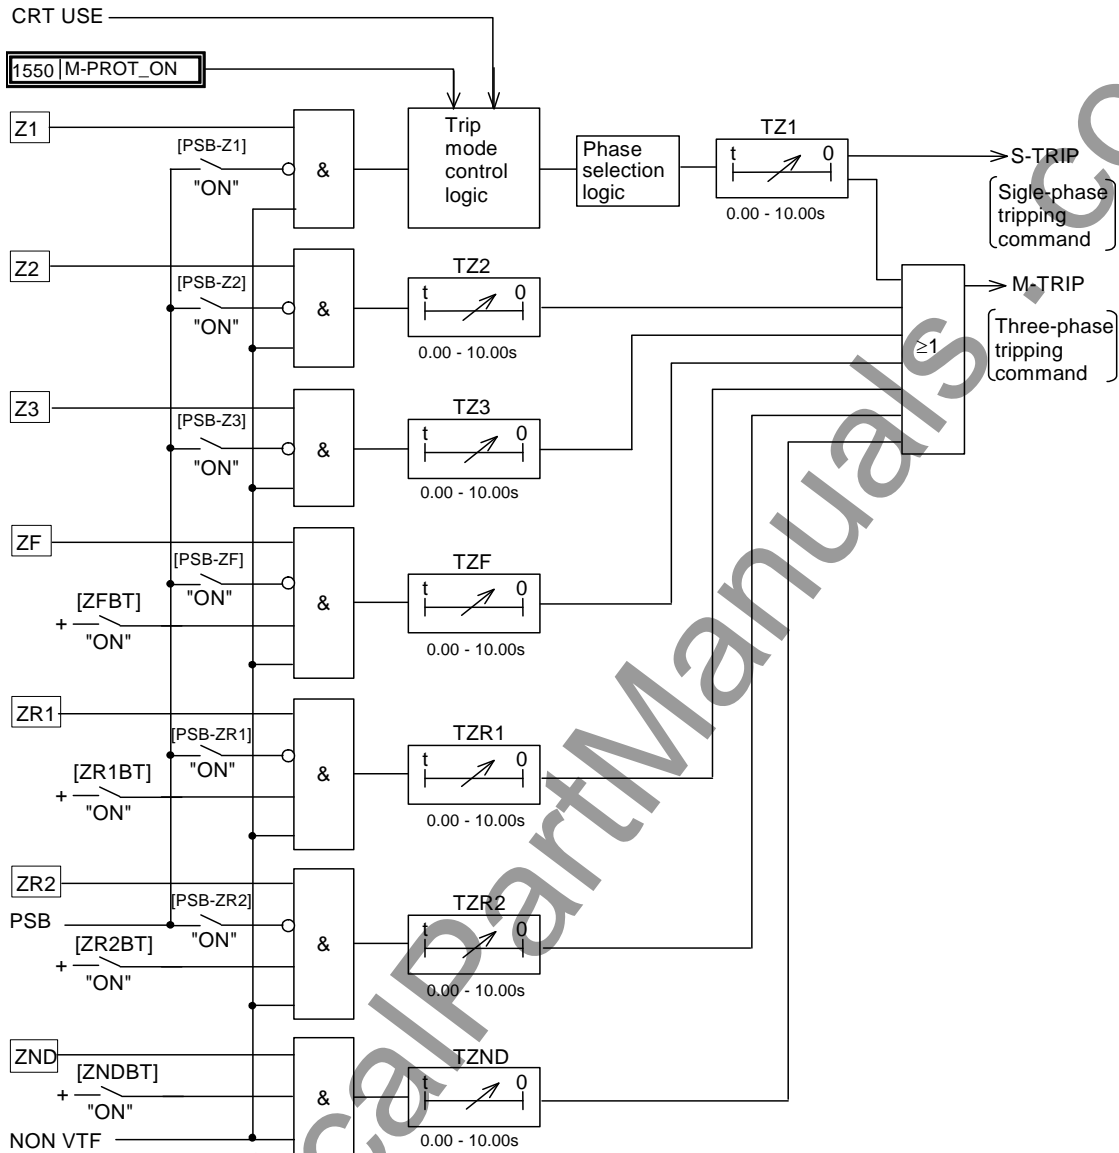 CRT USE
1550 M-PROT_ON
Z1
[PSB-Z1]
"ON"
&
Trip
mode
control
logic
Phase
selection
logic
TZ1
t 0
0.00 - 10.00s
S-TRIP
Sigle-phase
tripping
command
Z2
[PSB-Z2]
"ON"
&
TZ2
t 0
0.00 - 10.00s
M-TRIP
Three-phase
tripping
command
≥1
Z3
[PSB-Z3]
"ON"
&
TZ3
t 0
0.00 - 10.00s
ZF
[PSB-ZF]
"ON"
[ZFBT]
+
"ON"
&
TZF
t 0
0.00 - 10.00s
ZR1
[PSB-ZR1]
"ON"
[ZR1BT]
+
"ON"
&
TZR1
t 0
0.00 - 10.00s
ZR2
[PSB-ZR2]
PSB
"ON"
[ZR2BT]
+
"ON"
&
TZR2
t 0
0.00 - 10.00s
ZND
[ZNDBT]
+
"ON"
&
TZND
t 0
0.00 - 10.00s
NON VTF
calPartManuals.co